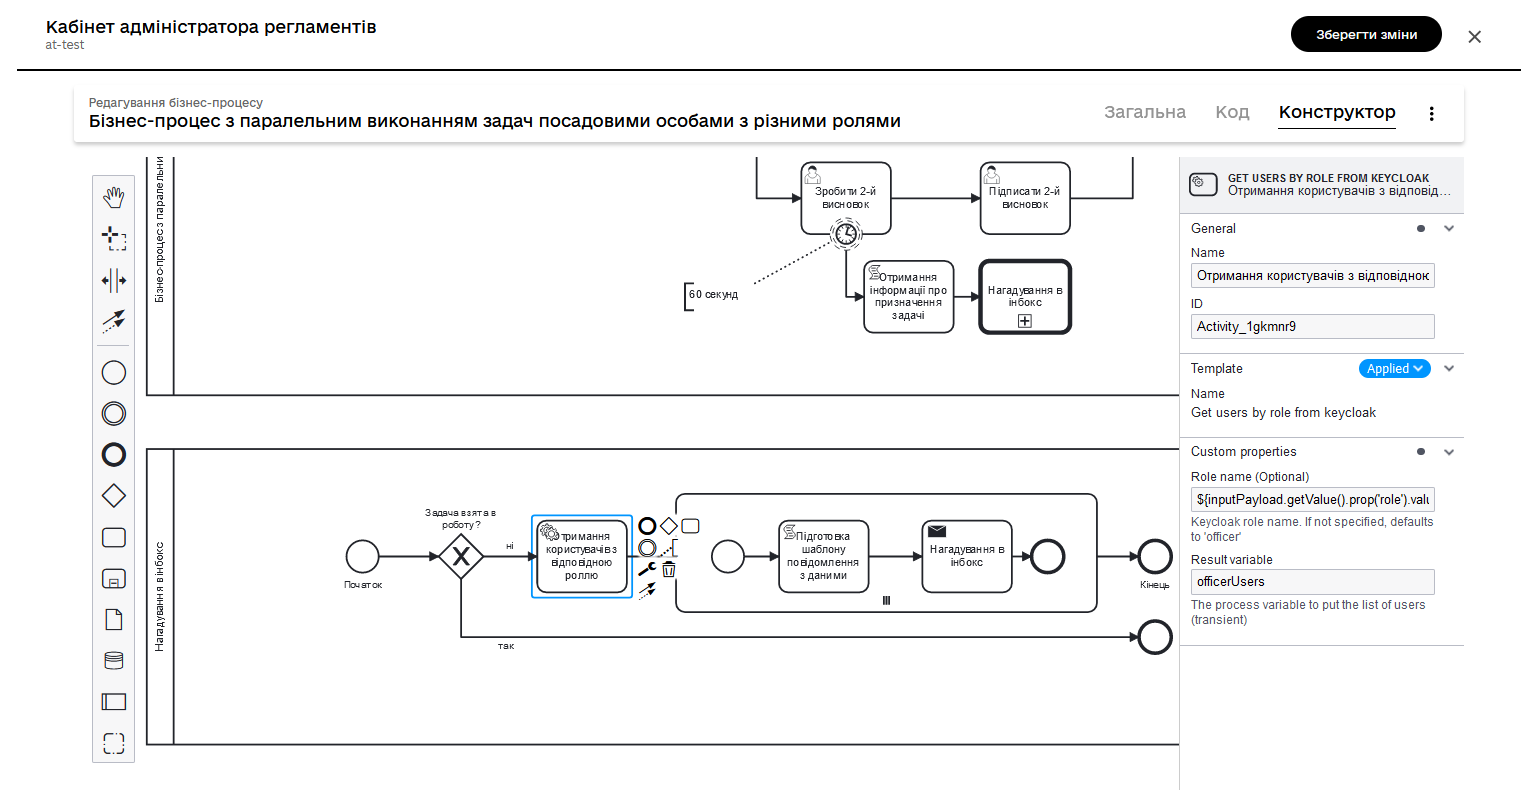 Кабінет адміністратора регламентів
at-test
Зберегти зміни
Редагування бізнес-процесу
Бізнес-процес з паралельним виконанням задач посадовими особами з різними ролями
Загальна
Код
Конструктор
Бізнес-процес з паралельни
Зробити 2-й
висновок
Підписати 2-й
висновок
60 секунд
Отримання
інформації про
призначення
задачі
Нагадування в
інбокс
Нагадування в інбокс
Початок
Задача взята в
роботу?
ні
так
Отримання
користувачів з
відповідною
роллю
Підготовка
шаблону
повідомлення
з даними
Нагадування в
інбокс
Кінець
GET USERS BY ROLE FROM KEYCLOAK
Отримання користувачів з відповід...
General
Name
Отримання користувачів з відповідною
ID
Activity_1gkmnr9
Template
Applied
Name
Get users by role from keycloak
Custom properties
Role name (Optional)
${inputPayload.getValue().prop('role').valu
Keycloak role name. If not specified, defaults
to 'officer'
Result variable
officerUsers
The process variable to put the list of users
(transient)